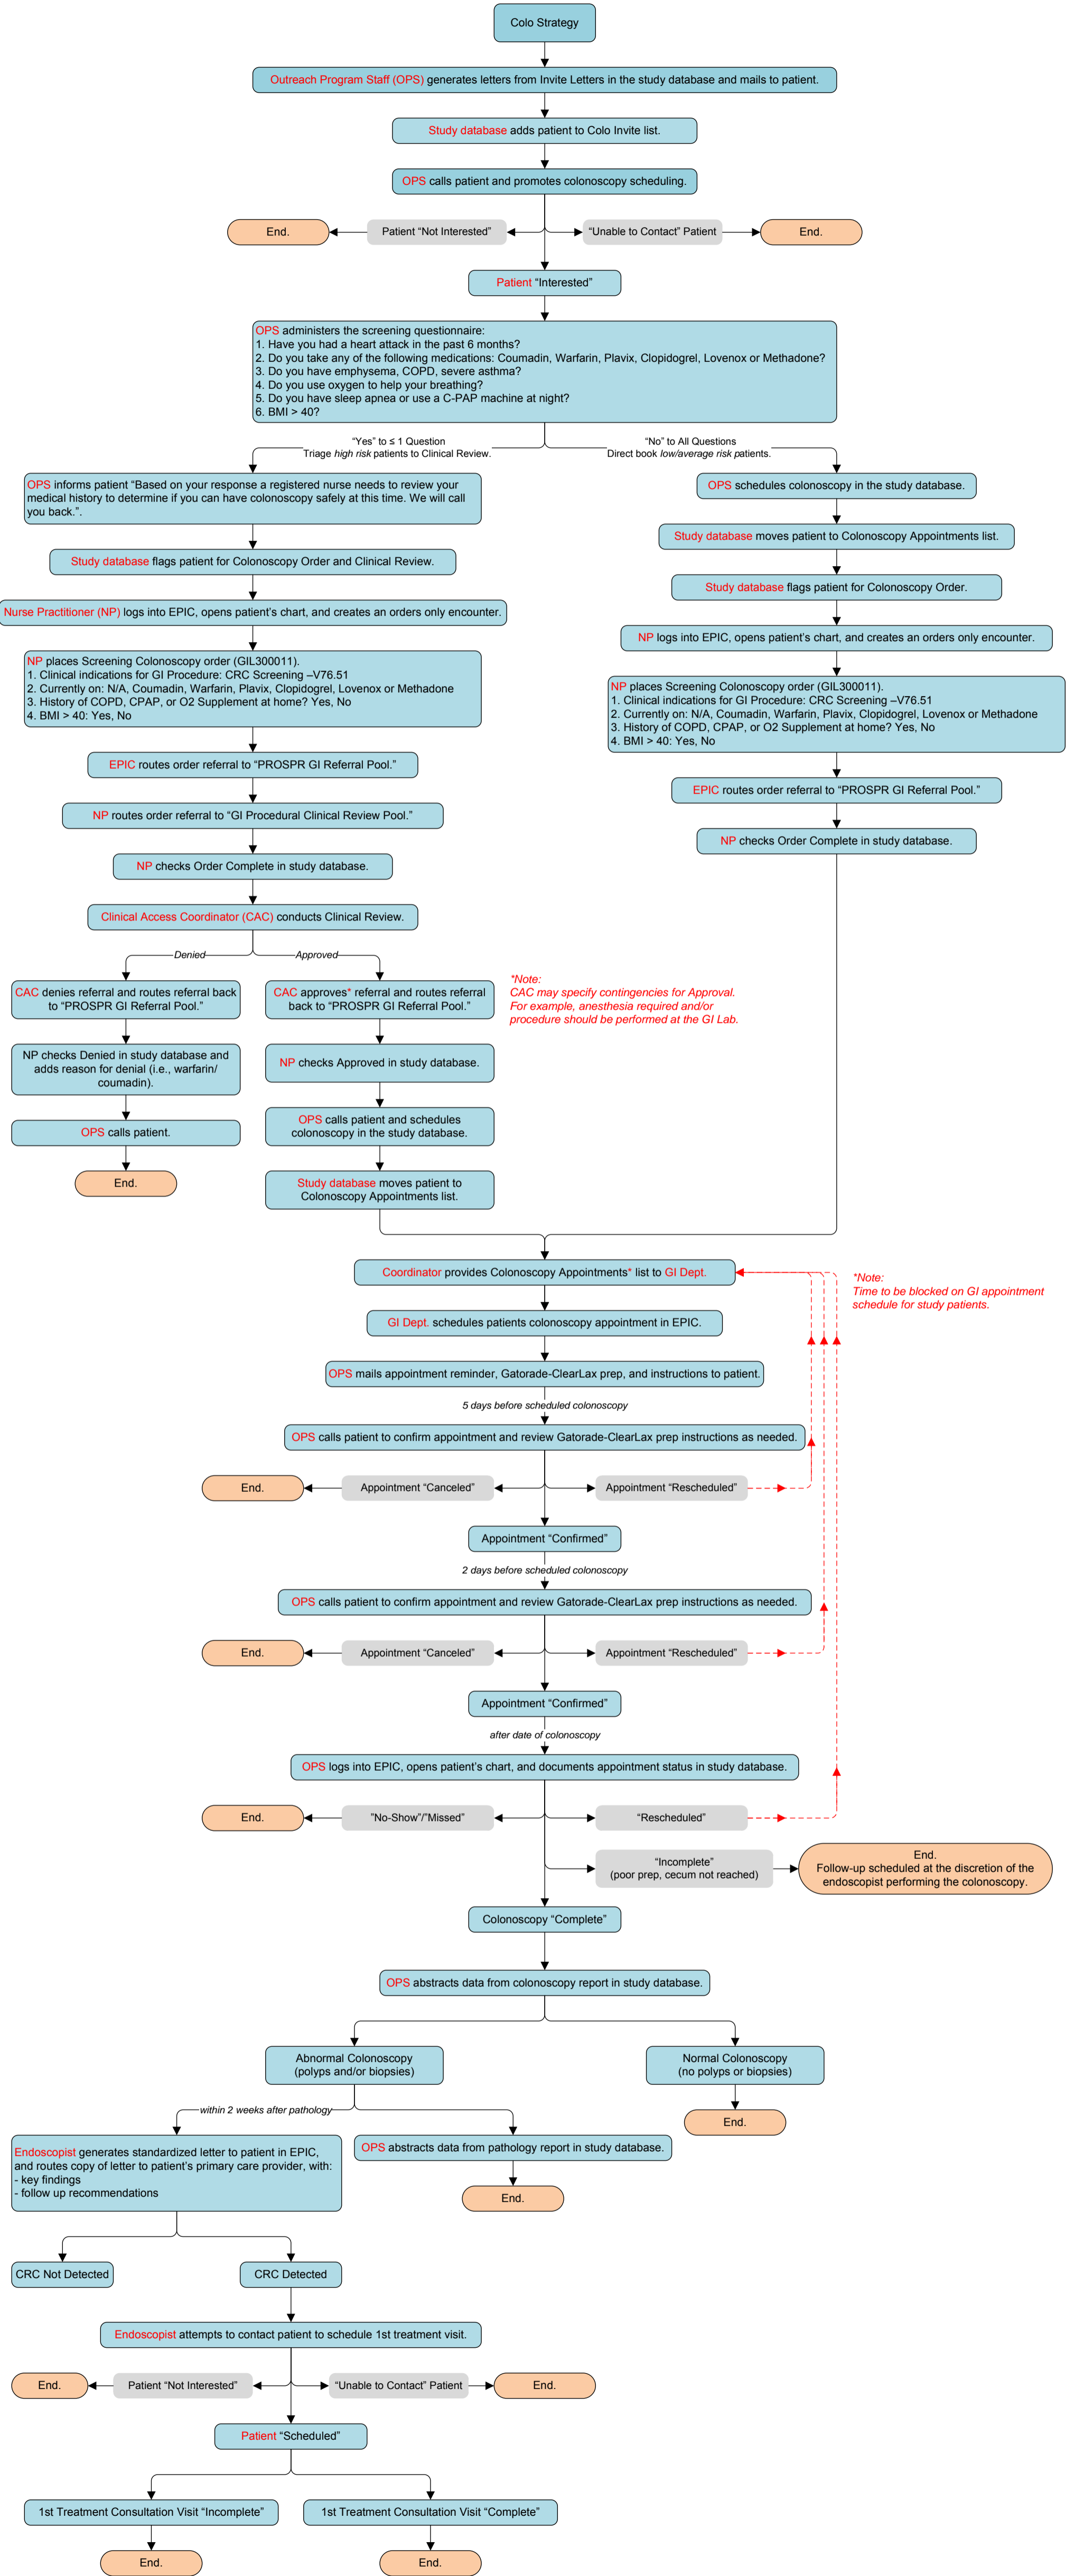 Colo Strategy
Outreach Program Staff (OPS) generates letters from Invite Letters in the study database and mails to patient.
Study database adds patient to Colo Invite list.
OPS calls patient and promotes colonoscopy scheduling.
End.
Patient “Not Interested”
“Unable to Contact” Patient
End.
Patient “Interested”
OPS administers the screening questionnaire:
1. Have you had a heart attack in the past 6 months?
2. Do you take any of the following medications: Coumadin, Warfarin, Plavix, Clopidogrel, Lovenox or Methadone?
3. Do you have emphysema, COPD, severe asthma?
4. Do you use oxygen to help your breathing?
5. Do you have sleep apnea or use a C-PAP machine at night?
6. BMI > 40?
“Yes” to ≤ 1 Question
Triage high risk patients to Clinical Review.
“No” to All Questions
Direct book low/average risk patients.
OPS informs patient “Based on your response a registured nurse needs to review your
medical history to determine if you can have colonoscopy safely at this time. We will call
you back.”.
Study database flags patient for Colonoscopy Order and Clinical Review.
Nurse Practitioner (NP) logs into EPIC, opens patient’s chart, and creates an orders only encounter.
NP places Screening Colonoscopy order (GIL300011).
1. Clinical indications for GI Procedure: CRC Screening –V76.51
2. Currently on: N/A, Coumadin, Warfarin, Plavix, Clopidogrel, Lovenox or Methadone
3. History of COPD, CPAP, or O2 Supplement at home? Yes, No
4. BMI > 40: Yes, No
EPIC routes order referral to “PROSPR GI Referral Pool.”
NP routes order referral to “GI Procedural Clinical Review Pool.”
NP checks Order Complete in study database.
Clinical Access Coordinator (CAC) conducts Clinical Review.
OPS schedules colonoscopy in the study database.
Study database moves patient to Colonoscopy Appointments list.
Study database flags patient for Colonoscopy Order.
NP logs into EPIC, opens patient’s chart, and creates an orders only encounter.
NP places Screening Colonoscopy order (GIL300011).
1. Clinical indications for GI Procedure: CRC Screening –V76.51
2. Currently on: N/A, Coumadin, Warfarin, Plavix, Clopidogrel, Lovenox or Methadone
3. History of COPD, CPAP, or O2 Supplement at home? Yes, No
4. BMI > 40: Yes, No
EPIC routes order referral to “PROSPR GI Referral Pool.”
NP checks Order Complete in study database.
Denied
Approved
CAC denies referral and routes referral back
to “PROSPR GI Referral Pool.”
NP checks Denied in study database and
adds reason for denial (i.e., warfarin/
coumadin).
OPS calls patient.
End.
CAC approves* referral and routes referral
back to “PROSPR GI Referral Pool.”
NP checks Approved in study database.
OPS calls patient and schedules
colonoscopy in the study database.
Study database moves patient to
Colonoscopy Appointments list.
*Note:
CAC may specify contingencies for Approval.
For example, anesthesia required and/or
procedure should be performed at the GI Lab.
Coordinator provides Colonoscopy Appointments* list to GI Dept.
*Note:
Time to be blocked on GI appointment
schedule for study patients.
GI Dept. schedules patients colonoscopy appointment in EPIC.
OPS mails appointment reminder, Gatorade-ClearLax prep, and instructions to patient.
5 days before scheduled colonoscopy
OPS calls patient to confirm appointment and review Gatorade-ClearLax prep instructions as needed.
End.
Appointment “Canceled”
Appointment “Rescheduled”
Appointment “Confirmed”
2 days before scheduled colonoscopy
OPS calls patient to confirm appointment and review Gatorade-ClearLax prep instructions as needed.
End.
Appointment “Canceled”
Appointment “Rescheduled”
Appointment “Confirmed”
after date of colonoscopy
OPS logs into EPIC, opens patient’s chart, and documents appointment status in study database.
End.
”No-Show”/”Missed”
“Rescheduled”
“Incomplete”
(poor prep, cecum not reached)
End.
Follow-up scheduled at the discretion of the
endoscopist performing the colonoscopy.
Colonoscopy “Complete”
OPS abstracts data from colonoscopy report in study database.
Abnormal Colonoscopy
(polyps and/or biopsies)
Normal Colonoscopy
(no polyps or biopsies)
End.
within 2 weeks after pathology
Endoscopist generates standardized letter to patient in EPIC,
and routes copy of letter to patient’s primary care provider, with:
- key findings
- follow up recommendations
OPS abstracts data from pathology report in study database.
End.
CRC Not Detected
CRC Detected
Endoscopist attempts to contact patient to schedule 1st treatment visit.
End.
Patient “Not Interested”
“Unable to Contact” Patient
End.
Patient “Scheduled”
1st Treatment Consultation Visit “Incomplete”
1st Treatment Consultation Visit “Complete”
End.
End.